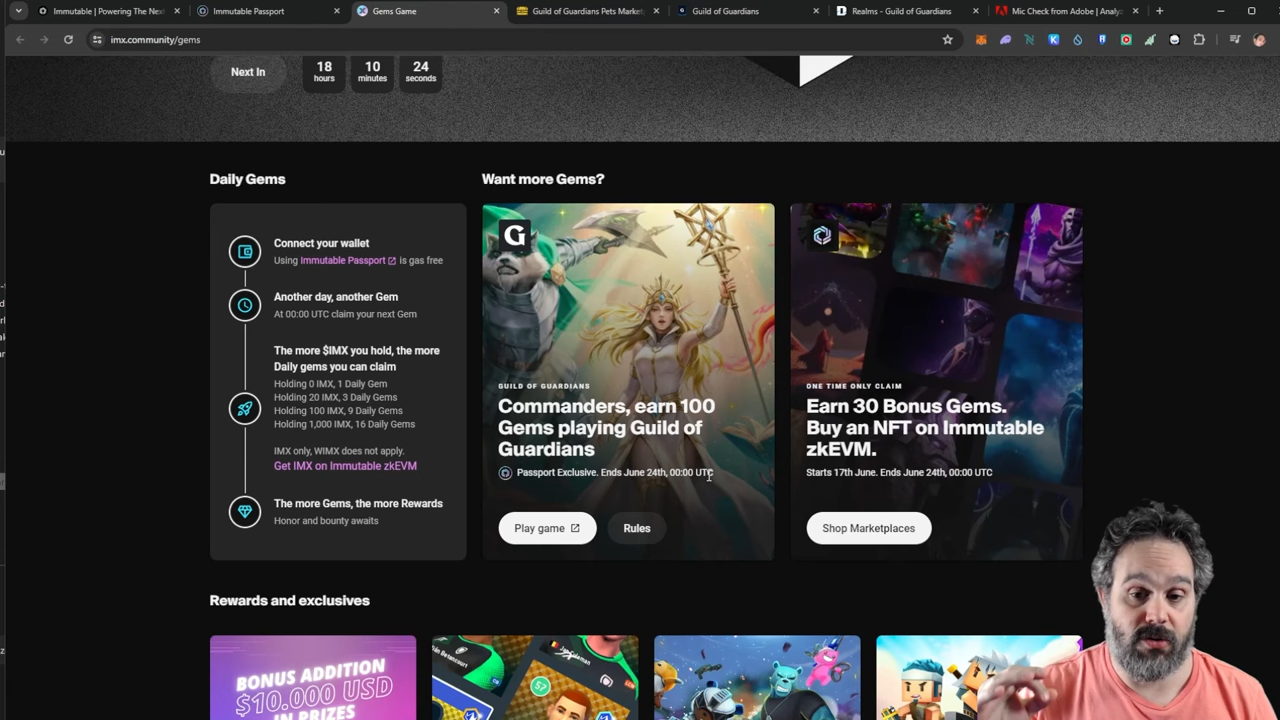 Immutable | Powering The Next
Immutable Passport
Gems Game
Guild of Guardians Pets Market
Guild of Guardians
Realms - Guild of Guardians
Mic Check from Adobe | Analyz
imx.community/gems
Next In
18
hours
10
minutes
24
seconds
Daily Gems
Connect your wallet
Using Immutable Passport is gas free
Another day, another Gem
At 00:00 UTC claim your next Gem
The more $IMX you hold, the more
Daily gems you can claim
Holding 0 IMX, 1 Daily Gem
Holding 20 IMX, 3 Daily Gems
Holding 100 IMX, 9 Daily Gems
Holding 1,000 IMX, 16 Daily Gems
IMX only, WIMX does not apply.
Get IMX on Immutable zkEVM
The more Gems, the more Rewards
Honor and bounty awaits
Want more Gems?
G
GUILD OF GUARDIANS
Commanders, earn 100
Gems playing Guild of
Guardians
Passport Exclusive. Ends June 24th, 00:00 UTC
Play game
Rules
ONE TIME ONLY CLAIM
Earn 30 Bonus Gems.
Buy an NFT on Immutable
zkEVM.
Starts 17th June. Ends June 24th, 00:00 UTC
Shop Marketplaces
Rewards and exclusives
BONUS ADDITION
$10.000 USD
IN PRIZES
57